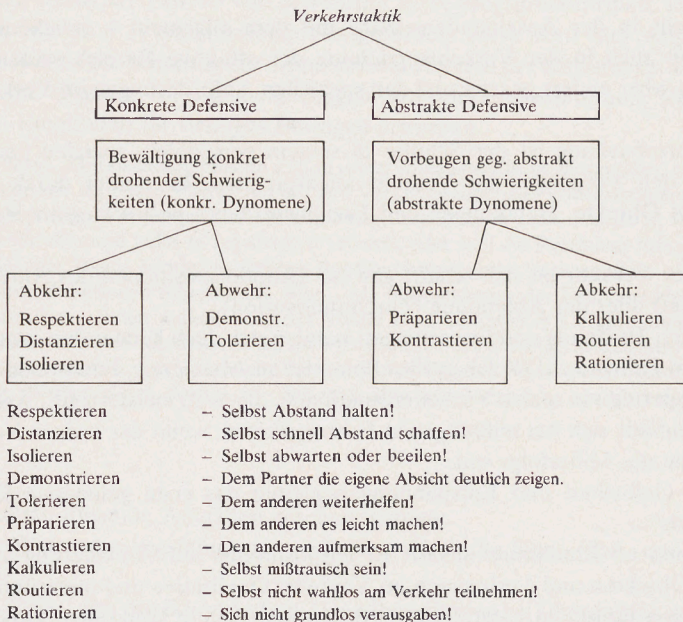 Verkehrstaktik
Konkrete Defensive
Abstrakte Defensive
Bewältigung konkret
drohender Schwierig-
keiten (konkr. Dynomene)
Vorbeugen geg. abstrakt
drohende Schwierigkeiten
(abstrakte Dynomene)
Abkehr:
Respektieren
Distanzieren
Isolieren
Abwehr:
Demonstr.
Tolerieren
Abwehr:
Präparieren
Kontrastieren
Abkehr:
Kalkulieren
Routieren
Rationieren
Respektieren – Selbst Abstand halten!
Distanzieren – Selbst schnell Abstand schaffen!
Isolieren – Selbst abwarten oder beeilen!
Demonstrieren – Dem Partner die eigene Absicht deutlich zeigen.
Tolerieren – Dem anderen weiterhelfen!
Präparieren – Dem anderen es leicht machen!
Kontrastieren – Den anderen aufmerksam machen!
Kalkulieren – Selbst mißtrauisch sein!
Routieren – Selbst nicht wahllos am Verkehr teilnehmen!
Rationieren – Sich nicht grundlos verausgaben!